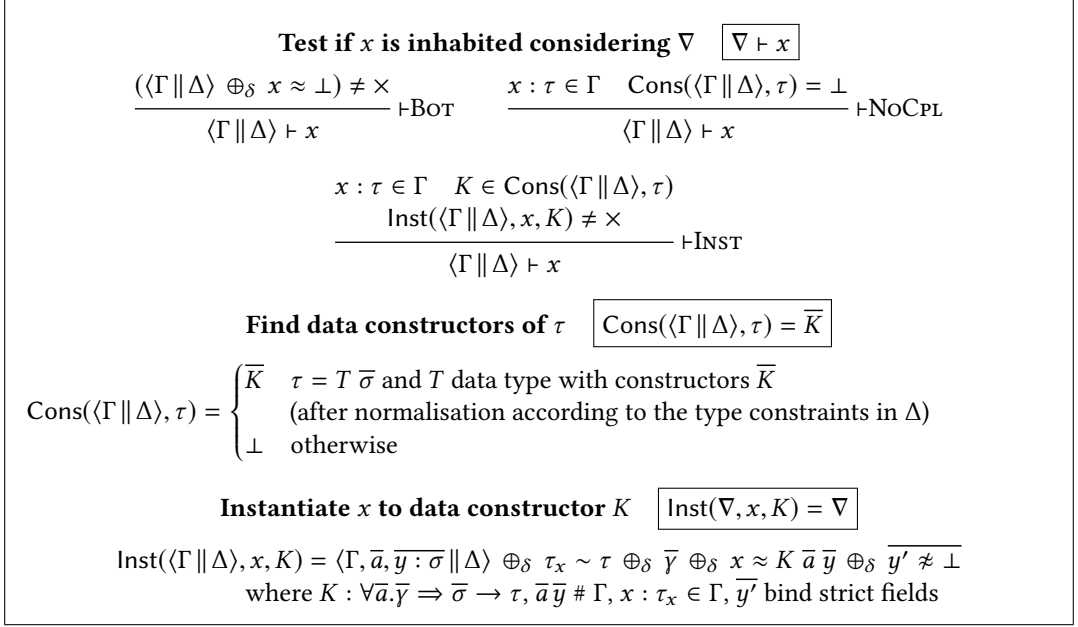 Test if x is inhabited considering ∇   ∇ ⊢ x
(⟨Γ ∥ Δ⟩ ⊕δ x ≈ ⊥) ≠ ×
⟨Γ ∥ Δ⟩ ⊢ x
⊢Bot
x : τ ∈ Γ   Cons(⟨Γ ∥ Δ⟩, τ) = ⊥
⟨Γ ∥ Δ⟩ ⊢ x
⊢NoCpl
x : τ ∈ Γ   K ∈ Cons(⟨Γ ∥ Δ⟩, τ)
Inst(⟨Γ ∥ Δ⟩, x, K) ≠ ×
⟨Γ ∥ Δ⟩ ⊢ x
⊢Inst
Find data constructors of τ   Cons(⟨Γ ∥ Δ⟩, τ) = K̅
Cons(⟨Γ ∥ Δ⟩, τ) = { K̅   τ = T σ̅ and T data type with constructors K̅
(after normalisation according to the type constraints in Δ)
⊥   otherwise
Instantiate x to data constructor K   Inst(∇, x, K) = ∇
Inst(⟨Γ ∥ Δ⟩, x, K) = ⟨Γ, a̅, y̅ ̅:̅ ̅σ̅ ∥ Δ⟩ ⊕δ τₓ ∼ τ ⊕δ γ̅ ⊕δ x ≈ K a̅ y̅ ⊕δ y̅′̅ ̅≉̅ ̅⊥̅
where K : ∀a̅.γ̅ ⇒ σ̅ → τ, a̅ y̅ # Γ, x : τₓ ∈ Γ, y̅′̅ bind strict fields